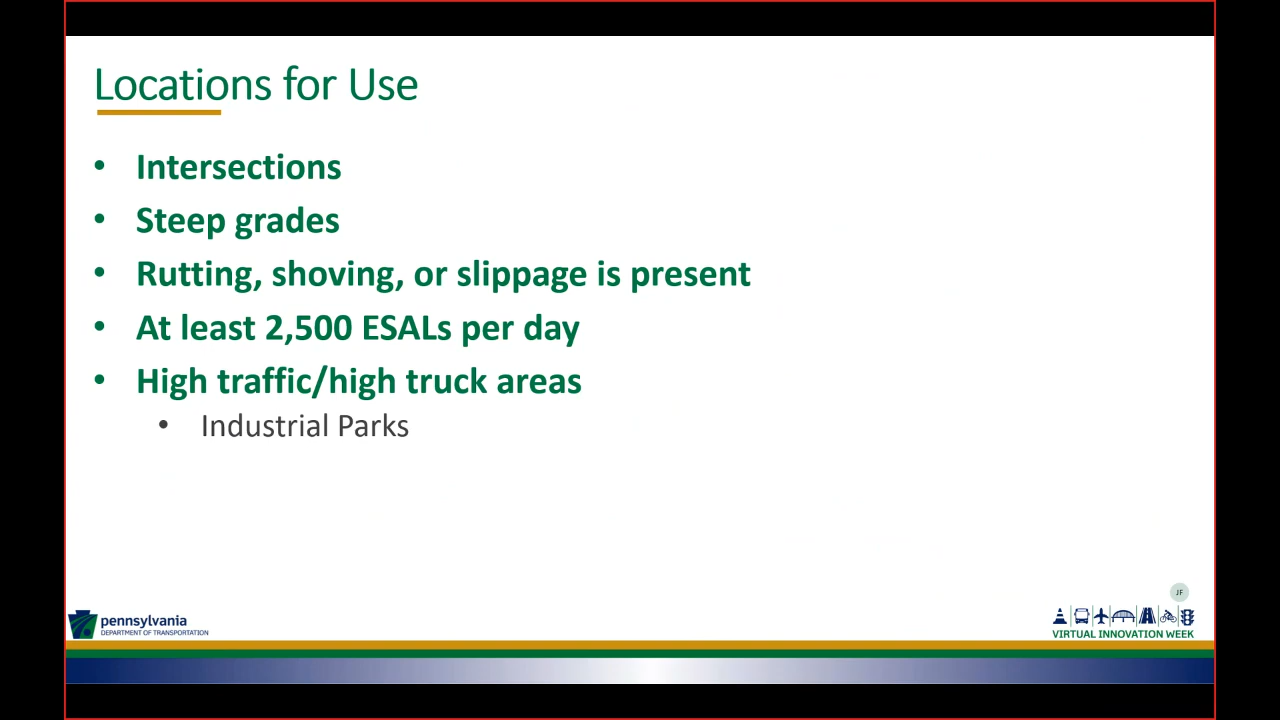 Locations for Use
• Intersections
• Steep grades
• Rutting, shoving, or slippage is present
• At least 2,500 ESALs per day
• High traffic/high truck areas
• Industrial Parks
JF
pennsylvania
DEPARTMENT OF TRANSPORTATION
VIRTUAL INNOVATION WEEK